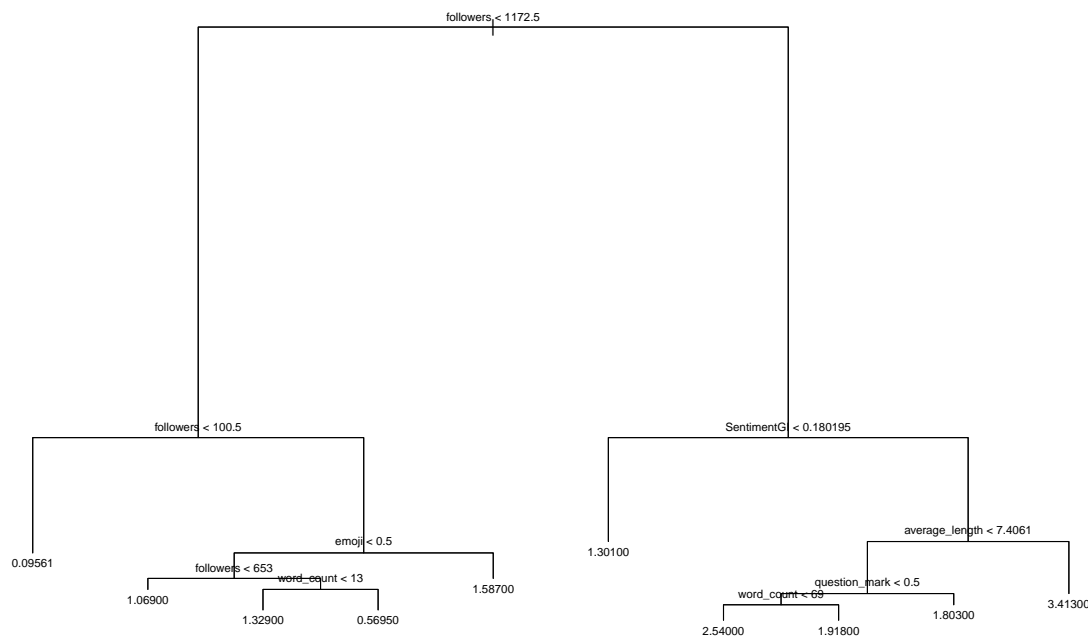 followers < 1172.5
followers < 100.5
SentimentGI < 0.180195
0.09561
emoji < 0.5
1.30100
average_length < 7.4061
followers < 653
word_count < 13
1.58700
question_mark < 0.5
3.41300
1.06900
word_count < 69
1.80300
1.32900
0.56950
2.54000
1.91800